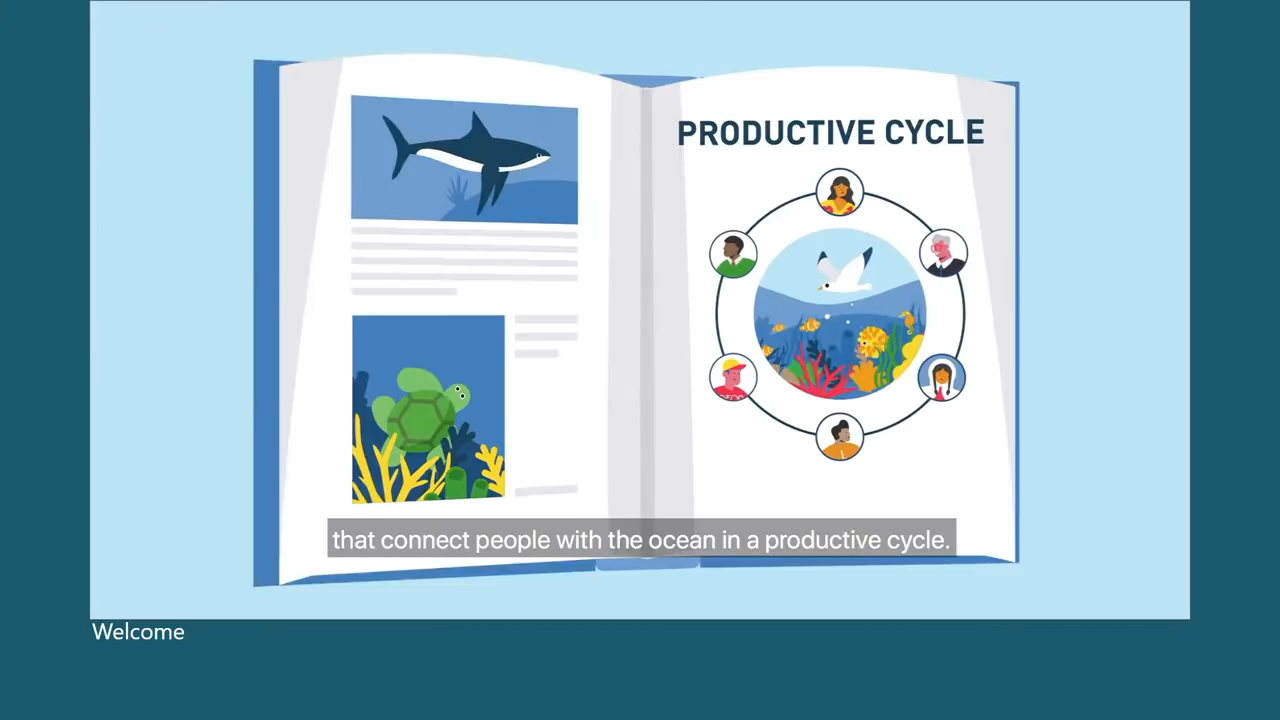 PRODUCTIVE CYCLE
that connect people with the ocean in a productive cycle.
Welcome